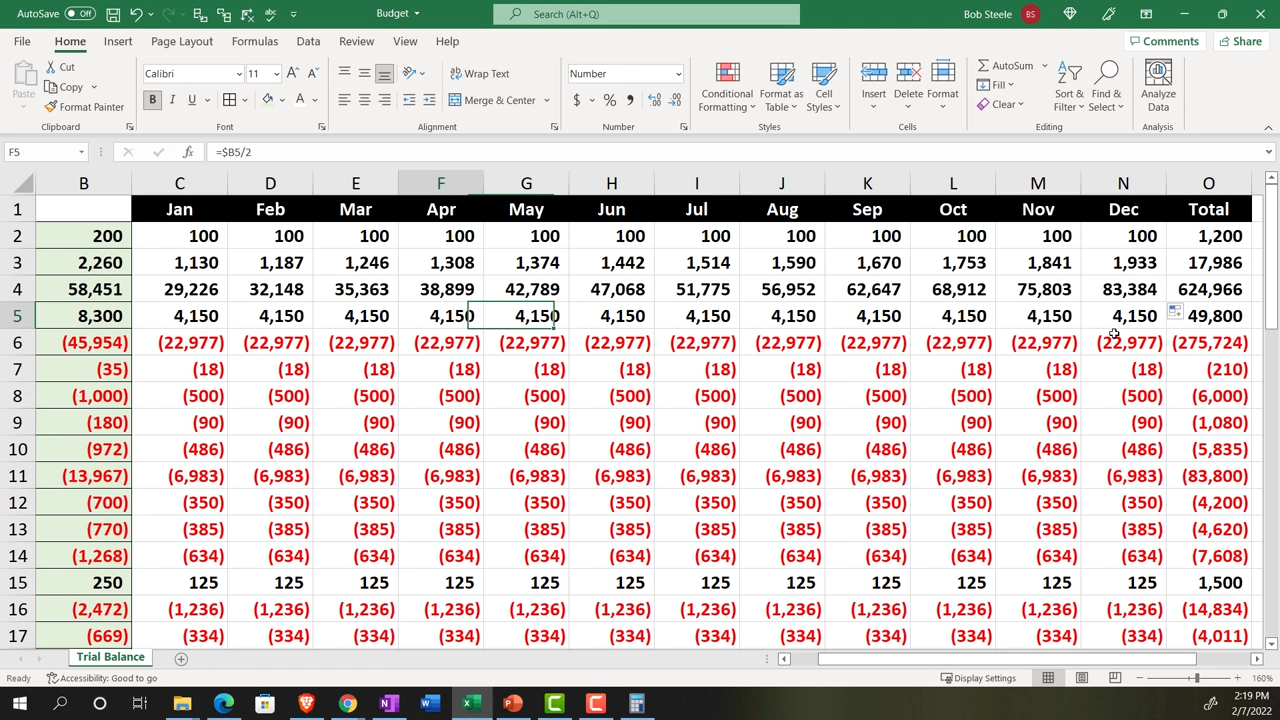 AutoSave Off Budget Search (Alt+Q) Bob Steele BS
File Home Insert Page Layout Formulas Data Review View Help Comments Share
Paste Cut Copy Format Painter Clipboard
Calibri 11 B I U A Font
Wrap Text Merge & Center Alignment
Number $ % Number
Conditional Formatting Format as Table Cell Styles Styles
Insert Delete Format Cells
AutoSum Fill Clear Sort & Filter Find & Select Editing
Analyze Data Analysis
F5 fx =$B5/2
B C D E F G H I J K L M N O
1 Jan Feb Mar Apr May Jun Jul Aug Sep Oct Nov Dec Total
2 200 100 100 100 100 100 100 100 100 100 100 100 100 1,200
3 2,260 1,130 1,187 1,246 1,308 1,374 1,442 1,514 1,590 1,670 1,753 1,841 1,933 17,986
4 58,451 29,226 32,148 35,363 38,899 42,789 47,068 51,775 56,952 62,647 68,912 75,803 83,384 624,966
5 8,300 4,150 4,150 4,150 4,150 4,150 4,150 4,150 4,150 4,150 4,150 4,150 4,150 49,800
6 (45,954) (22,977) (22,977) (22,977) (22,977) (22,977) (22,977) (22,977) (22,977) (22,977) (22,977) (22,977) (22,977) (275,724)
7 (35) (18) (18) (18) (18) (18) (18) (18) (18) (18) (18) (18) (18) (210)
8 (1,000) (500) (500) (500) (500) (500) (500) (500) (500) (500) (500) (500) (500) (6,000)
9 (180) (90) (90) (90) (90) (90) (90) (90) (90) (90) (90) (90) (90) (1,080)
10 (972) (486) (486) (486) (486) (486) (486) (486) (486) (486) (486) (486) (486) (5,835)
11 (13,967) (6,983) (6,983) (6,983) (6,983) (6,983) (6,983) (6,983) (6,983) (6,983) (6,983) (6,983) (6,983) (83,800)
12 (700) (350) (350) (350) (350) (350) (350) (350) (350) (350) (350) (350) (350) (4,200)
13 (770) (385) (385) (385) (385) (385) (385) (385) (385) (385) (385) (385) (385) (4,620)
14 (1,268) (634) (634) (634) (634) (634) (634) (634) (634) (634) (634) (634) (634) (7,608)
15 250 125 125 125 125 125 125 125 125 125 125 125 125 1,500
16 (2,472) (1,236) (1,236) (1,236) (1,236) (1,236) (1,236) (1,236) (1,236) (1,236) (1,236) (1,236) (1,236) (14,834)
17 (669) (334) (334) (334) (334) (334) (334) (334) (334) (334) (334) (334) (334) (4,011)
Trial Balance
Ready Accessibility: Good to go Display Settings 160%
2:19 PM
2/7/2022